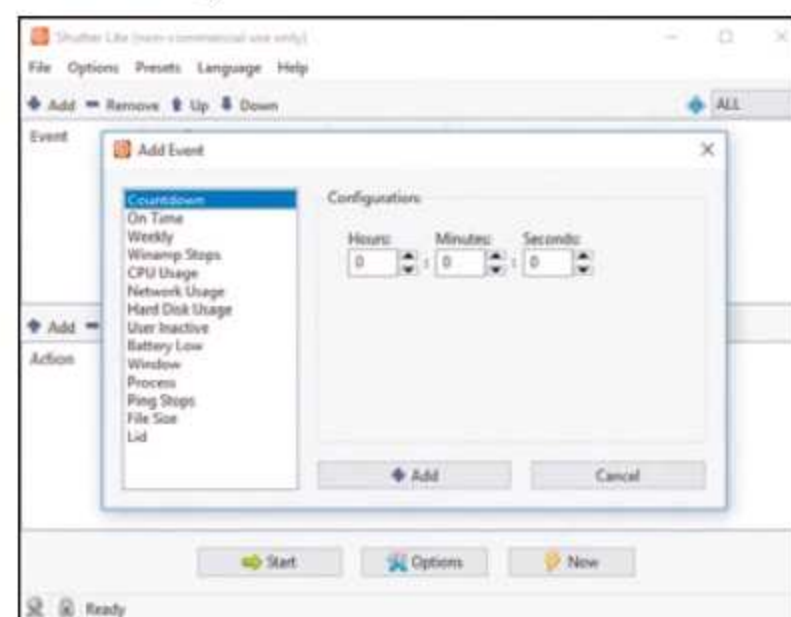 Shutter Lite (non-commercial use only)
File Options Presets Language Help
Add Remove Up Down ALL
Event
Add Event
Countdown
On Time
Weekly
Winamp Stops
CPU Usage
Network Usage
Hard Disk Usage
User Inactive
Battery Low
Window
Process
Ping Stops
File Size
Lid
Configuration:
Hours: Minutes: Seconds:
0 : 0 : 0
Add Cancel
Add
Action
Start Options Now
Ready